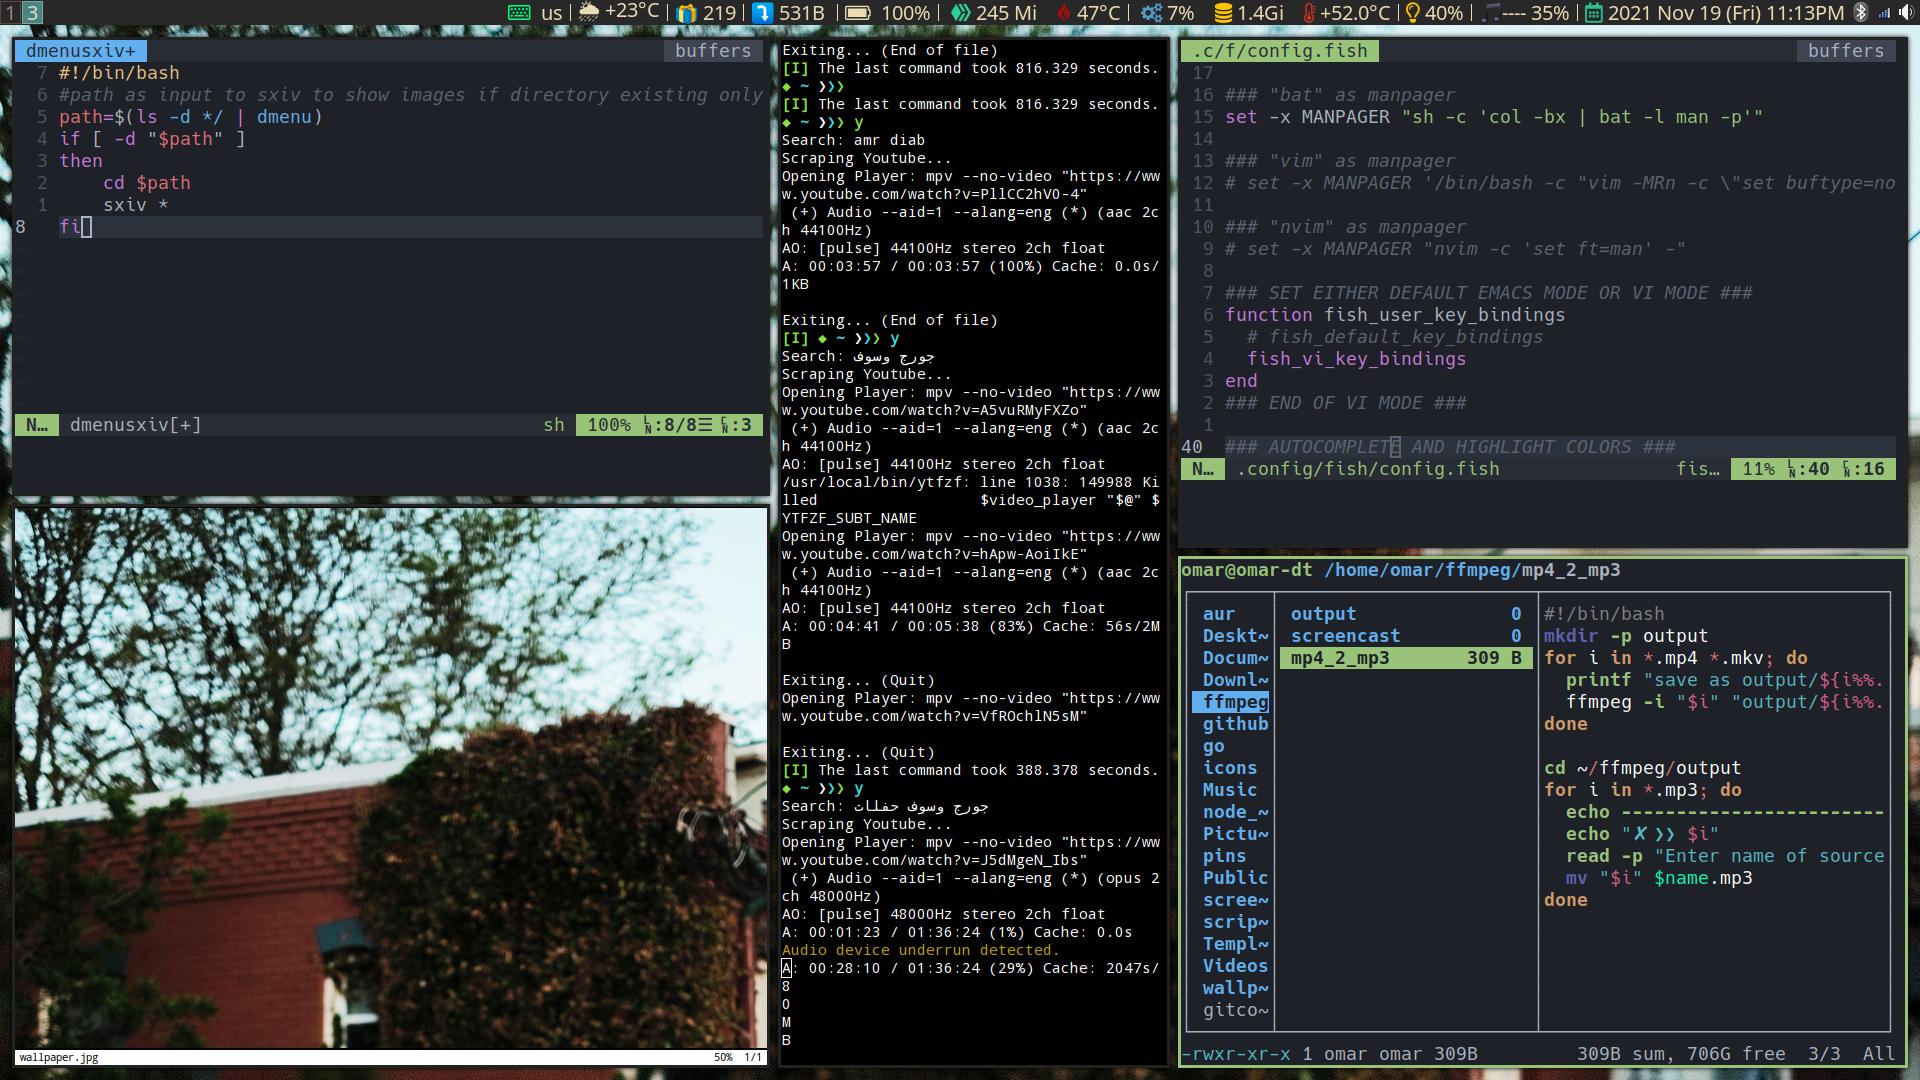 1 3 us +23°C 219 531B 100% 245 Mi 47°C 7% 1.4Gi +52.0°C 40% ---- 35% 2021 Nov 19 (Fri) 11:13PM
dmenusxiv+ buffers
7 #!/bin/bash
6 #path as input to sxiv to show images if directory existing only
5 path=$(ls -d */ | dmenu)
4 if [ -d "$path" ]
3 then
2 cd $path
1 sxiv *
8 fi
N… dmenusxiv[+] sh 100% LN:8/8☰ CN:3
wallpaper.jpg 50% 1/1
Exiting... (End of file)
[I] The last command took 816.329 seconds.
◆ ~ ❯❯❯
[I] The last command took 816.329 seconds.
◆ ~ ❯❯❯ y
Search: amr diab
Scraping Youtube...
Opening Player: mpv --no-video "https://ww
w.youtube.com/watch?v=PllCC2hV0-4"
(+) Audio --aid=1 --alang=eng (*) (aac 2c
h 44100Hz)
AO: [pulse] 44100Hz stereo 2ch float
A: 00:03:57 / 00:03:57 (100%) Cache: 0.0s/
1KB
Exiting... (End of file)
[I] ◆ ~ ❯❯❯ y
Search: جورج وسوف
Scraping Youtube...
Opening Player: mpv --no-video "https://ww
w.youtube.com/watch?v=A5vuRMyFXZo"
(+) Audio --aid=1 --alang=eng (*) (aac 2c
h 44100Hz)
AO: [pulse] 44100Hz stereo 2ch float
/usr/local/bin/ytfzf: line 1038: 149988 Ki
lled $video_player "$@" $
YTFZF_SUBT_NAME
Opening Player: mpv --no-video "https://ww
w.youtube.com/watch?v=hApw-AoiIkE"
(+) Audio --aid=1 --alang=eng (*) (aac 2c
h 44100Hz)
AO: [pulse] 44100Hz stereo 2ch float
A: 00:04:41 / 00:05:38 (83%) Cache: 56s/2M
B
Exiting... (Quit)
Opening Player: mpv --no-video "https://ww
w.youtube.com/watch?v=VfROchlN5sM"
Exiting... (Quit)
[I] The last command took 388.378 seconds.
◆ ~ ❯❯❯ y
Search: جورج وسوف حفلات
Scraping Youtube...
Opening Player: mpv --no-video "https://ww
w.youtube.com/watch?v=J5dMgeN_Ibs"
(+) Audio --aid=1 --alang=eng (*) (opus 2
ch 48000Hz)
AO: [pulse] 48000Hz stereo 2ch float
A: 00:01:23 / 01:36:24 (1%) Cache: 0.0s
Audio device underrun detected.
A: 00:28:10 / 01:36:24 (29%) Cache: 2047s/
8
0
M
B
.c/f/config.fish buffers
17
16 ### "bat" as manpager
15 set -x MANPAGER "sh -c 'col -bx | bat -l man -p'"
14
13 ### "vim" as manpager
12 # set -x MANPAGER '/bin/bash -c "vim -MRn -c \"set buftype=no
11
10 ### "nvim" as manpager
9 # set -x MANPAGER "nvim -c 'set ft=man' -"
8
7 ### SET EITHER DEFAULT EMACS MODE OR VI MODE ###
6 function fish_user_key_bindings
5 # fish_default_key_bindings
4 fish_vi_key_bindings
3 end
2 ### END OF VI MODE ###
1
40 ### AUTOCOMPLETE AND HIGHLIGHT COLORS ###
N… .config/fish/config.fish fis… 11% LN:40 CN:16
omar@omar-dt /home/omar/ffmpeg/mp4_2_mp3
aur
Deskt~
Docum~
Downl~
ffmpeg
github
go
icons
Music
node_~
Pictu~
pins
Public
scree~
scrip~
Templ~
Videos
wallp~
gitco~
output 0
screencast 0
mp4_2_mp3 309 B
#!/bin/bash
mkdir -p output
for i in *.mp4 *.mkv; do
printf "save as output/${i%%.
ffmpeg -i "$i" "output/${i%%.
done
cd ~/ffmpeg/output
for i in *.mp3; do
echo ------------------------
echo "✗ ❯❯ $i"
read -p "Enter name of source
mv "$i" $name.mp3
done
-rwxr-xr-x 1 omar omar 309B 309B sum, 706G free 3/3 All